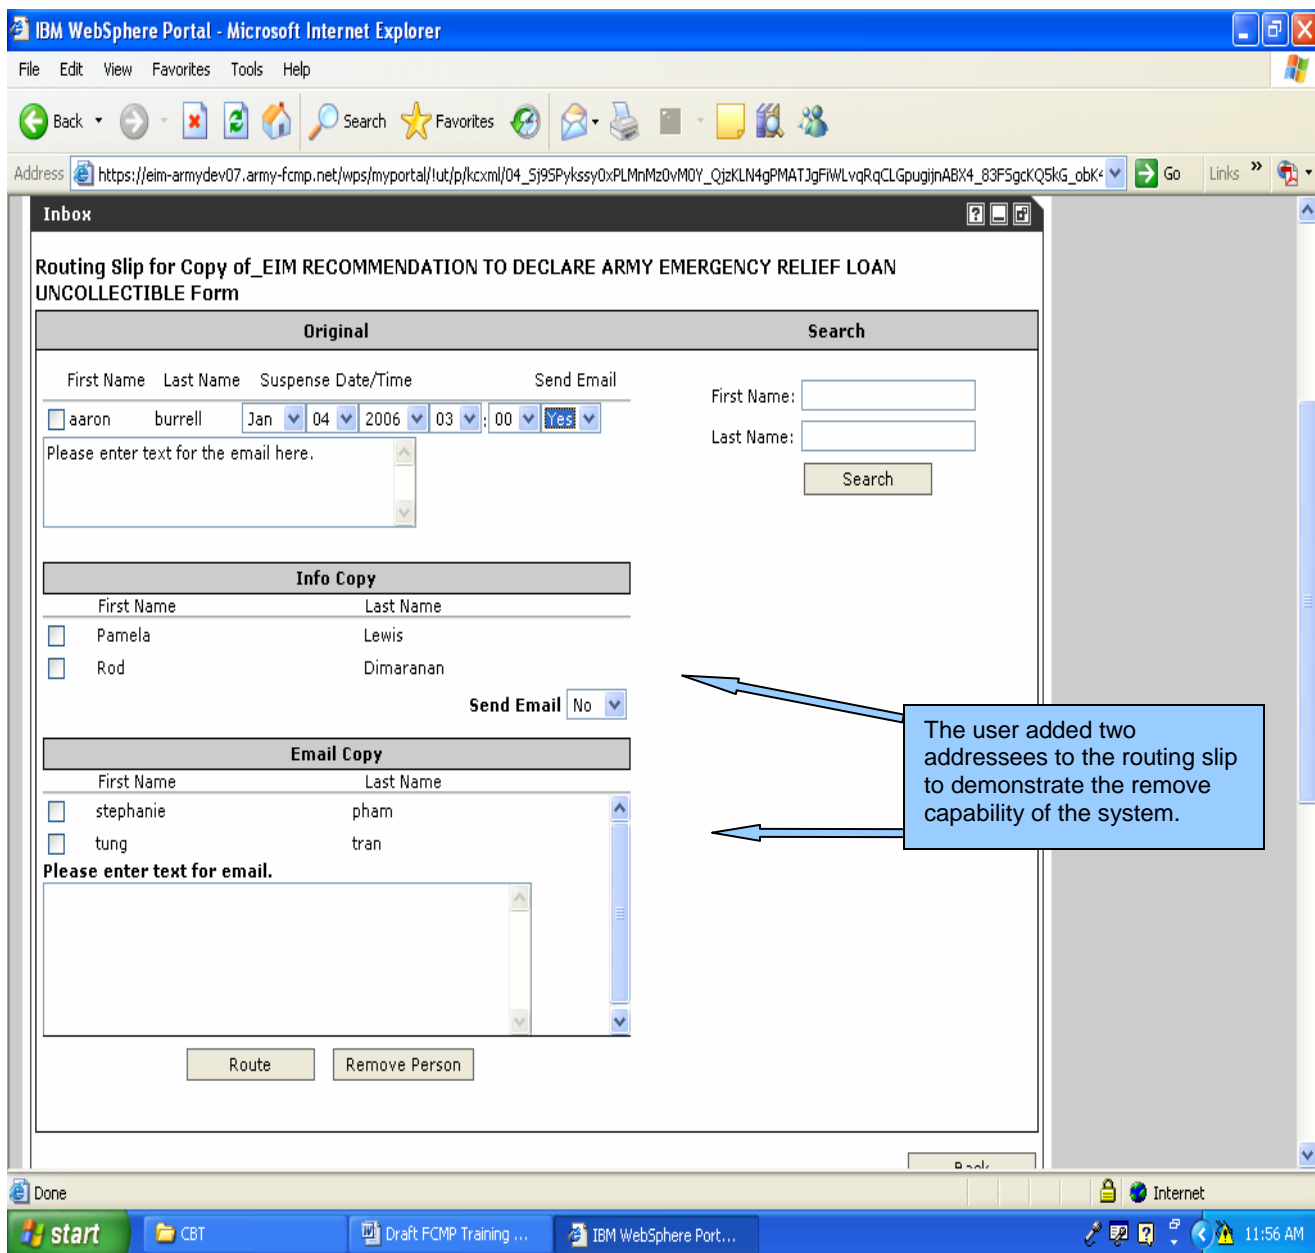 IBM WebSphere Portal - Microsoft Internet Explorer
File Edit View Favorites Tools Help
Back Search Favorites
Address https://eim-armydev07.army-fcmp.net/wps/myportal/!ut/p/kcxml/04_Sj9SPykssy0xPLMnMz0vM0Y_QjzKLN4gPMATJgFiWLvqRqCLGpugijnABX4_83FSgcKQ5kG_obK4 Go Links »
Inbox
Routing Slip for Copy of_EIM RECOMMENDATION TO DECLARE ARMY EMERGENCY RELIEF LOAN
UNCOLLECTIBLE Form
Original Search
First Name Last Name Suspense Date/Time Send Email
First Name:
aaron burrell Jan 04 2006 03 : 00 Yes
Last Name:
Please enter text for the email here.
Search
Info Copy
First Name Last Name
Pamela Lewis
Rod Dimaranan
Send Email No
The user added two
addressees to the routing slip
to demonstrate the remove
capability of the system.
Email Copy
First Name Last Name
stephanie pham
tung tran
Please enter text for email.
Route Remove Person
Back
Done Internet
start CBT Draft FCMP Training ... IBM WebSphere Port... 11:56 AM